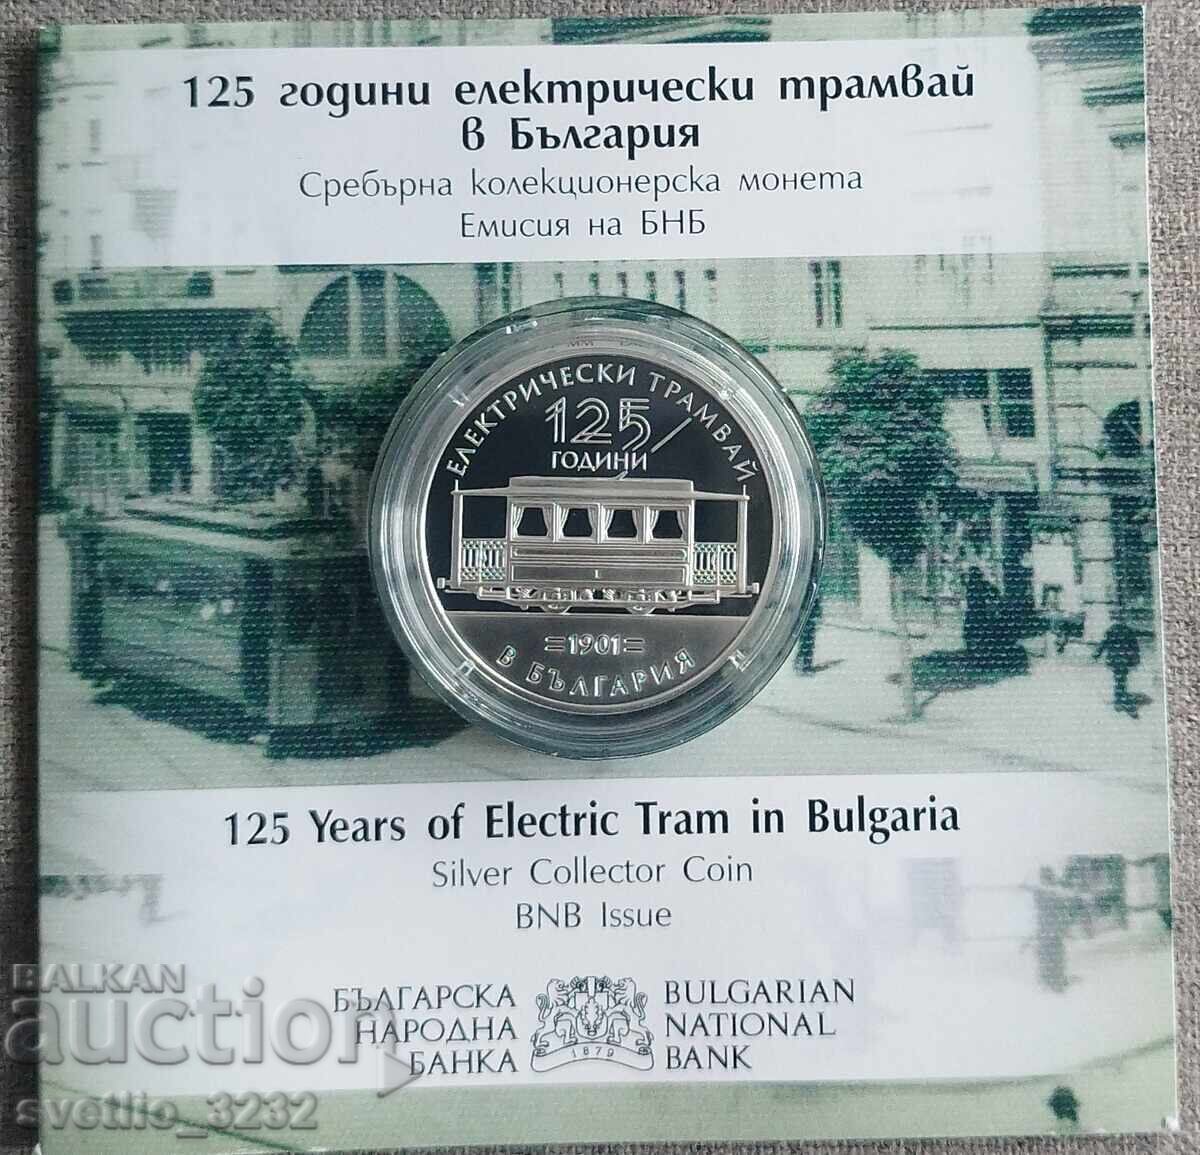 125 години електрически трамвай
в България
Сребърна колекционерска монета
Емисия на БНБ
ЕЛЕКТРИЧЕСКИ ТРАМВАЙ
125
ГОДИНИ
1
=1901=
В БЪЛГАРИЯ
125 Years of Electric Tram in Bulgaria
Silver Collector Coin
BNB Issue
БЪЛГАРСКА
НАРОДНА
БАНКА
1879
BULGARIAN
NATIONAL
BANK
BALKAN
auction
svetlio_3232